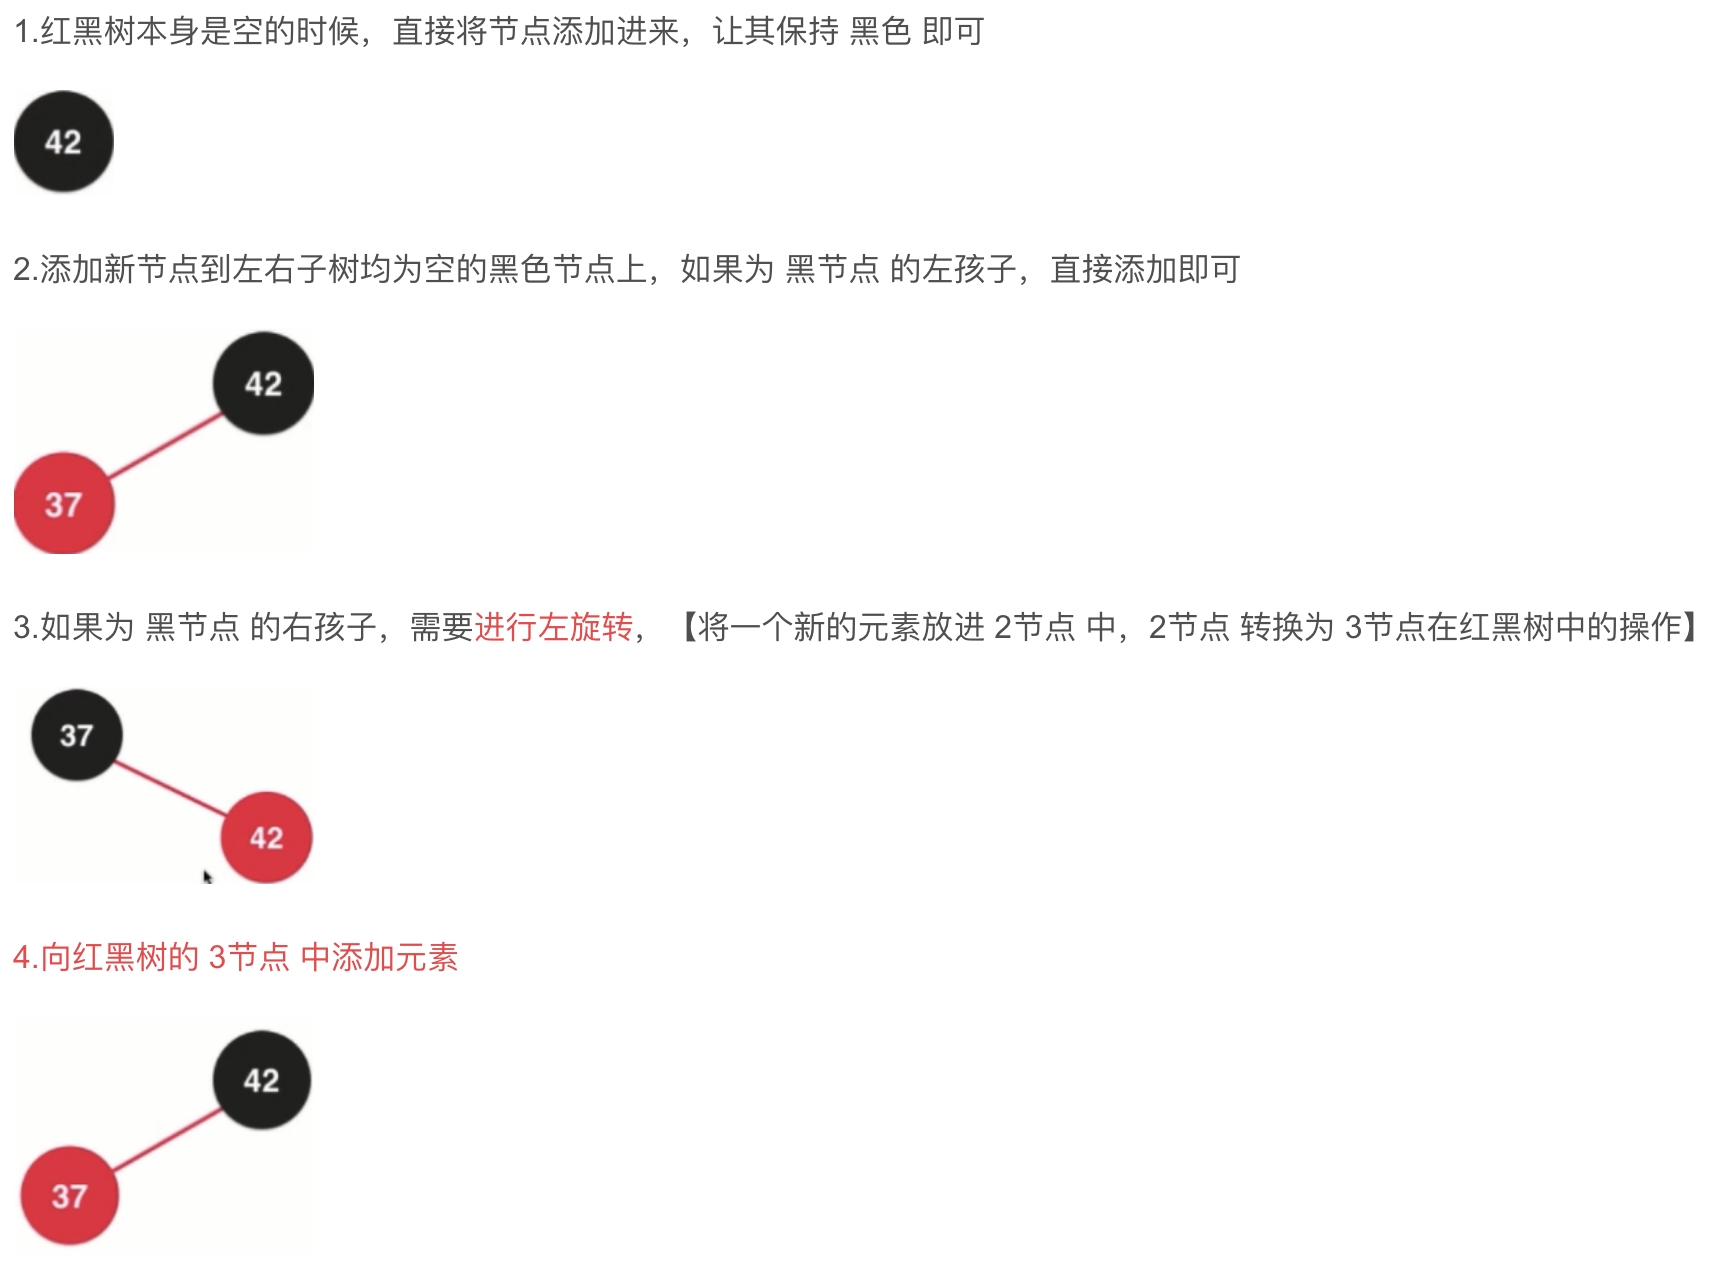 1.红黑树本身是空的时候，直接将节点添加进来，让其保持 黑色 即可
42
2.添加新节点到左右子树均为空的黑色节点上，如果为 黑节点 的左孩子，直接添加即可
42
37
3.如果为 黑节点 的右孩子，需要进行左旋转，【将一个新的元素放进 2节点 中，2节点 转换为 3节点在红黑树中的操作】
37
42
4.向红黑树的 3节点 中添加元素
42
37